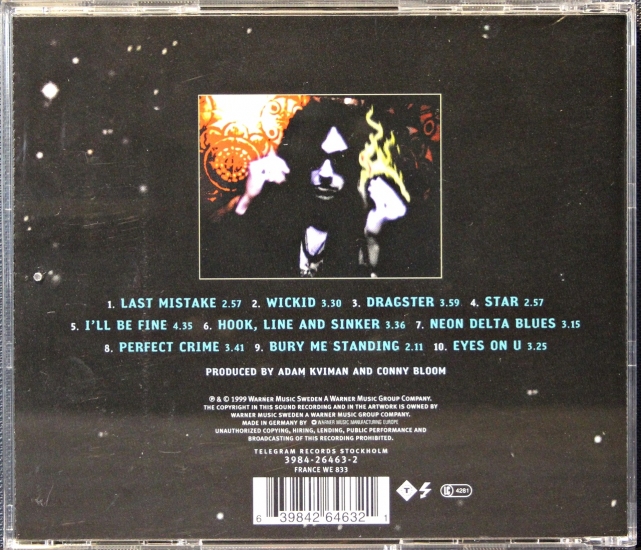 1. LAST MISTAKE 2.57 2. WICKID 3.30 3. DRAGSTER 3.59 4. STAR 2.57
5. I'LL BE FINE 4.35 6. HOOK, LINE AND SINKER 3.36 7. NEON DELTA BLUES 3.15
8. PERFECT CRIME 3.41 9. BURY ME STANDING 2.11 10. EYES ON U 3.25
PRODUCED BY ADAM KVIMAN AND CONNY BLOOM
℗ & © 1999 WARNER MUSIC SWEDEN A WARNER MUSIC GROUP COMPANY.
THE COPYRIGHT IN THIS SOUND RECORDING AND IN THE ARTWORK IS OWNED BY
WARNER MUSIC SWEDEN A WARNER MUSIC GROUP COMPANY.
MADE IN GERMANY BY WARNER MUSIC MANUFACTURING EUROPE
UNAUTHORIZED COPYING, HIRING, LENDING, PUBLIC PERFORMANCE AND
BROADCASTING OF THIS RECORDING PROHIBITED.
TELEGRAM RECORDS STOCKHOLM
3984-26463-2
FRANCE WE 833
T LC 4281
6 39842 64632 1